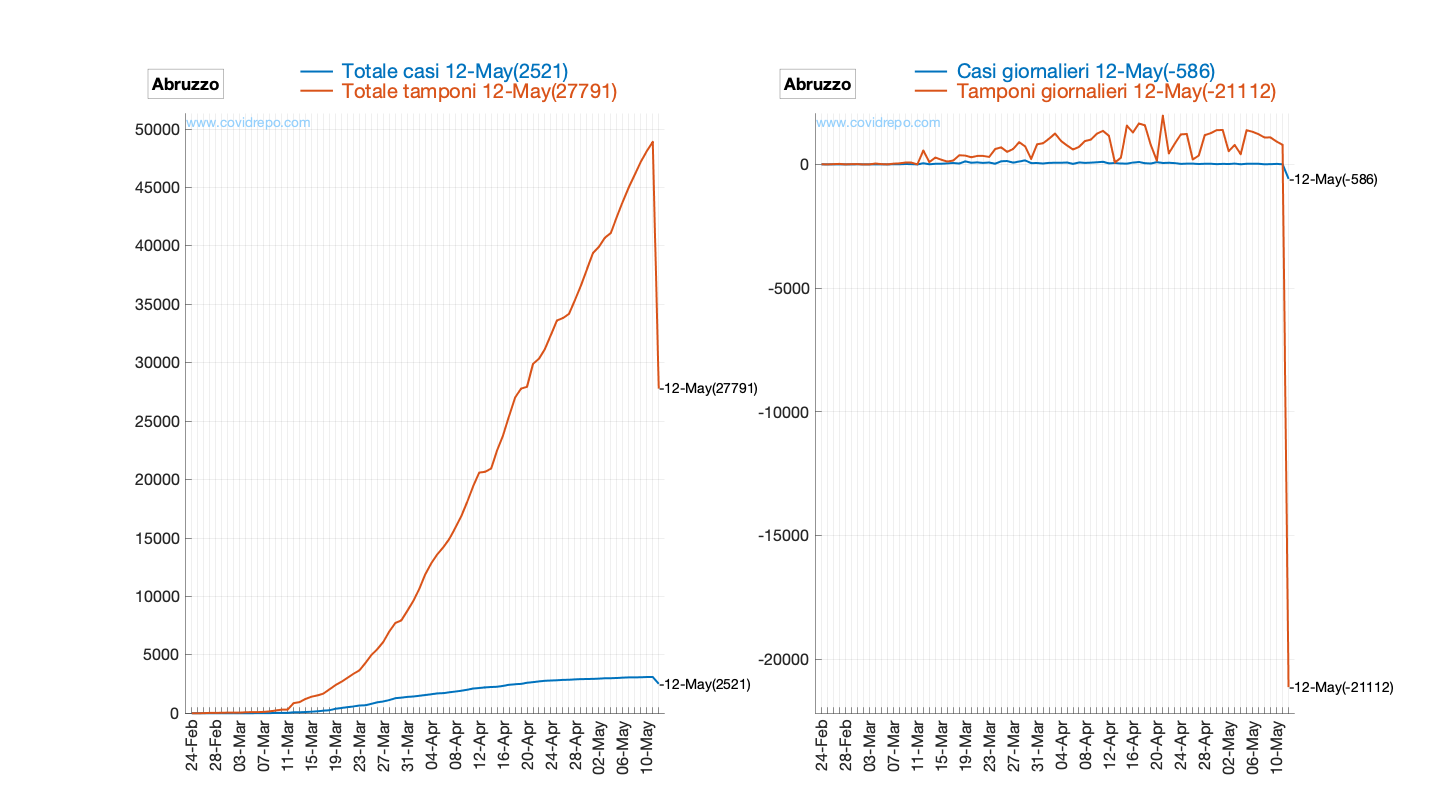 Abruzzo
Totale casi 12-May(2521)
Totale tamponi 12-May(27791)
www.covidrepo.com
50000
45000
40000
35000
30000
25000
20000
15000
10000
5000
0
-12-May(27791)
-12-May(2521)
24-Feb
28-Feb
03-Mar
07-Mar
11-Mar
15-Mar
19-Mar
23-Mar
27-Mar
31-Mar
04-Apr
08-Apr
12-Apr
16-Apr
20-Apr
24-Apr
28-Apr
02-May
06-May
10-May
Abruzzo
Casi giornalieri 12-May(-586)
Tamponi giornalieri 12-May(-21112)
www.covidrepo.com
0
-5000
-10000
-15000
-20000
-12-May(-586)
-12-May(-21112)
24-Feb
28-Feb
03-Mar
07-Mar
11-Mar
15-Mar
19-Mar
23-Mar
27-Mar
31-Mar
04-Apr
08-Apr
12-Apr
16-Apr
20-Apr
24-Apr
28-Apr
02-May
06-May
10-May